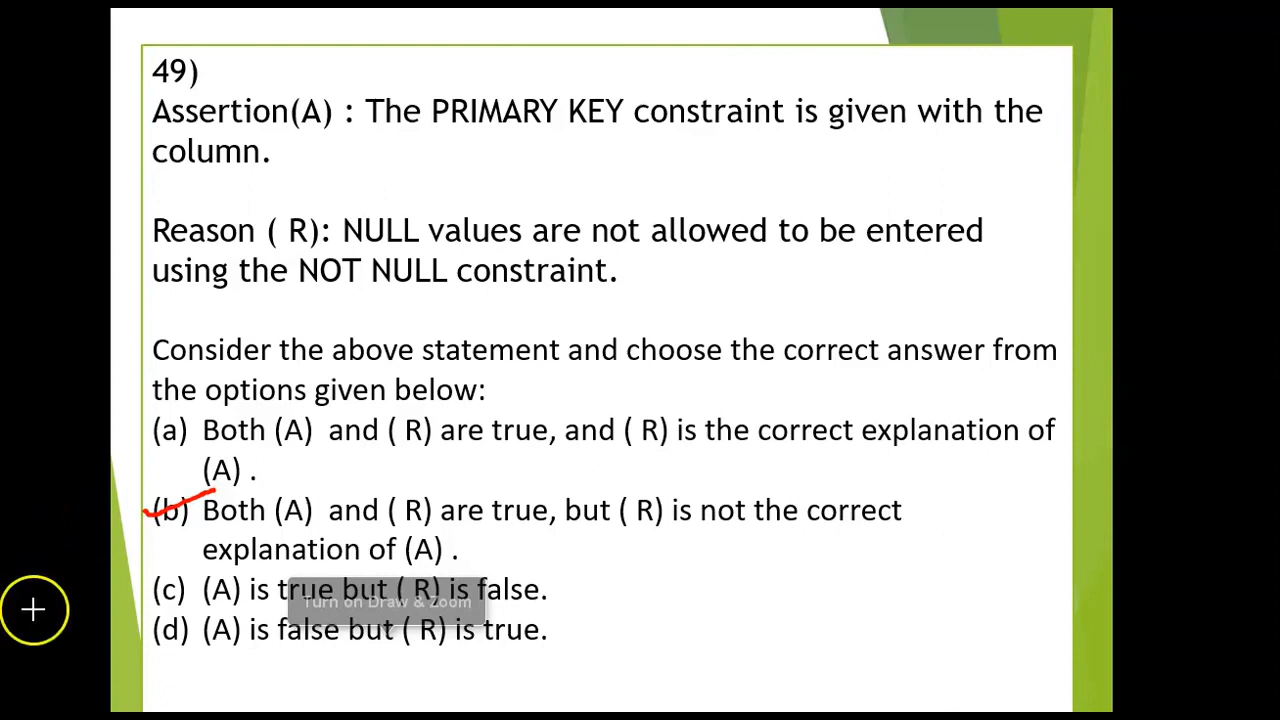 49)
Assertion(A) : The PRIMARY KEY constraint is given with the
column.
Reason ( R): NULL values are not allowed to be entered
using the NOT NULL constraint.
Consider the above statement and choose the correct answer from
the options given below:
(a) Both (A) and ( R) are true, and ( R) is the correct explanation of
(A) .
(b) Both (A) and ( R) are true, but ( R) is not the correct
explanation of (A) .
(c) (A) is true but ( R) is false.
Turn on Draw & Zoom
(d) (A) is false but ( R) is true.